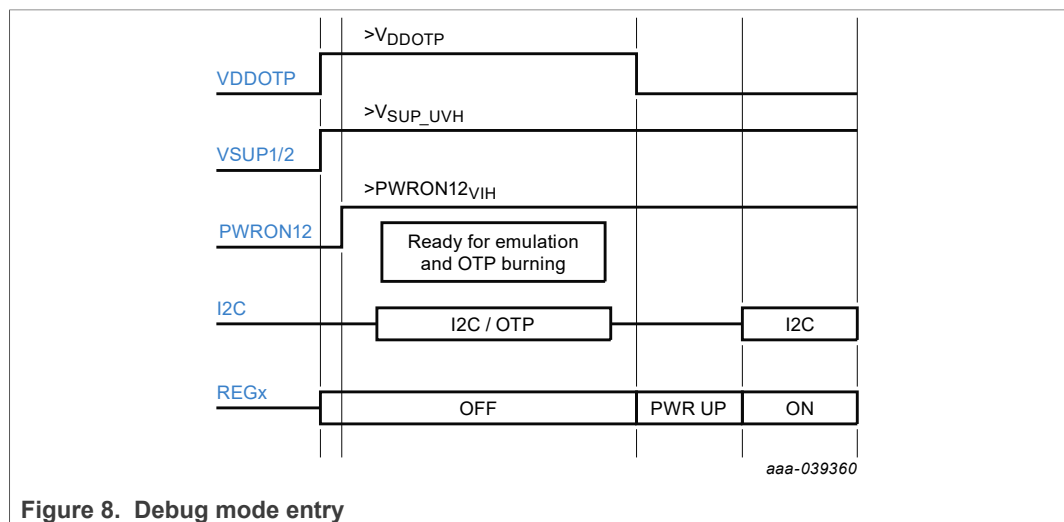 >VDDOTP
VDDOTP
>VSUP_UVH
VSUP1/2
>PWRON12VIH
PWRON12
Ready for emulation
and OTP burning
I2C
I2C / OTP
I2C
REGx
OFF
PWR UP
ON
aaa-039360
Figure 8. Debug mode entry